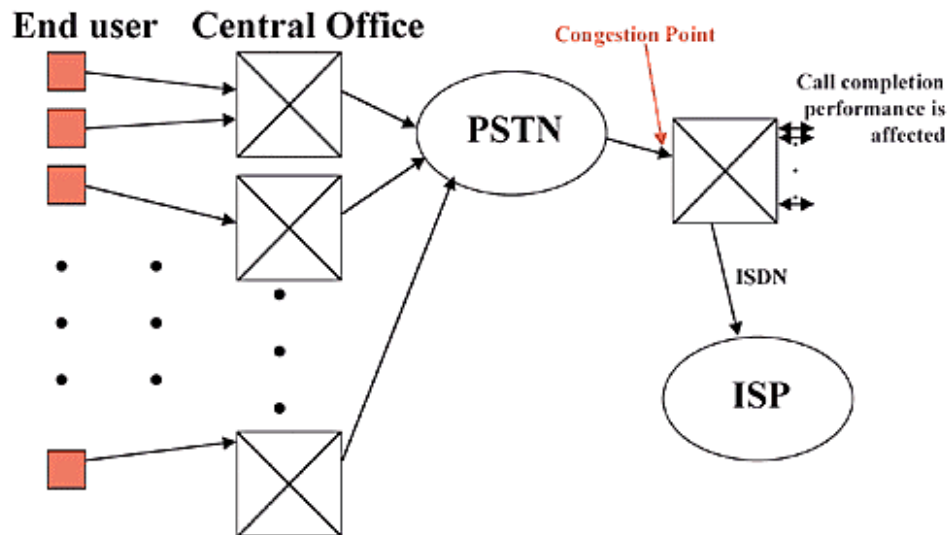 End user
Central Office
Congestion Point
Call completion
performance is
affected
PSTN
ISDN
ISP